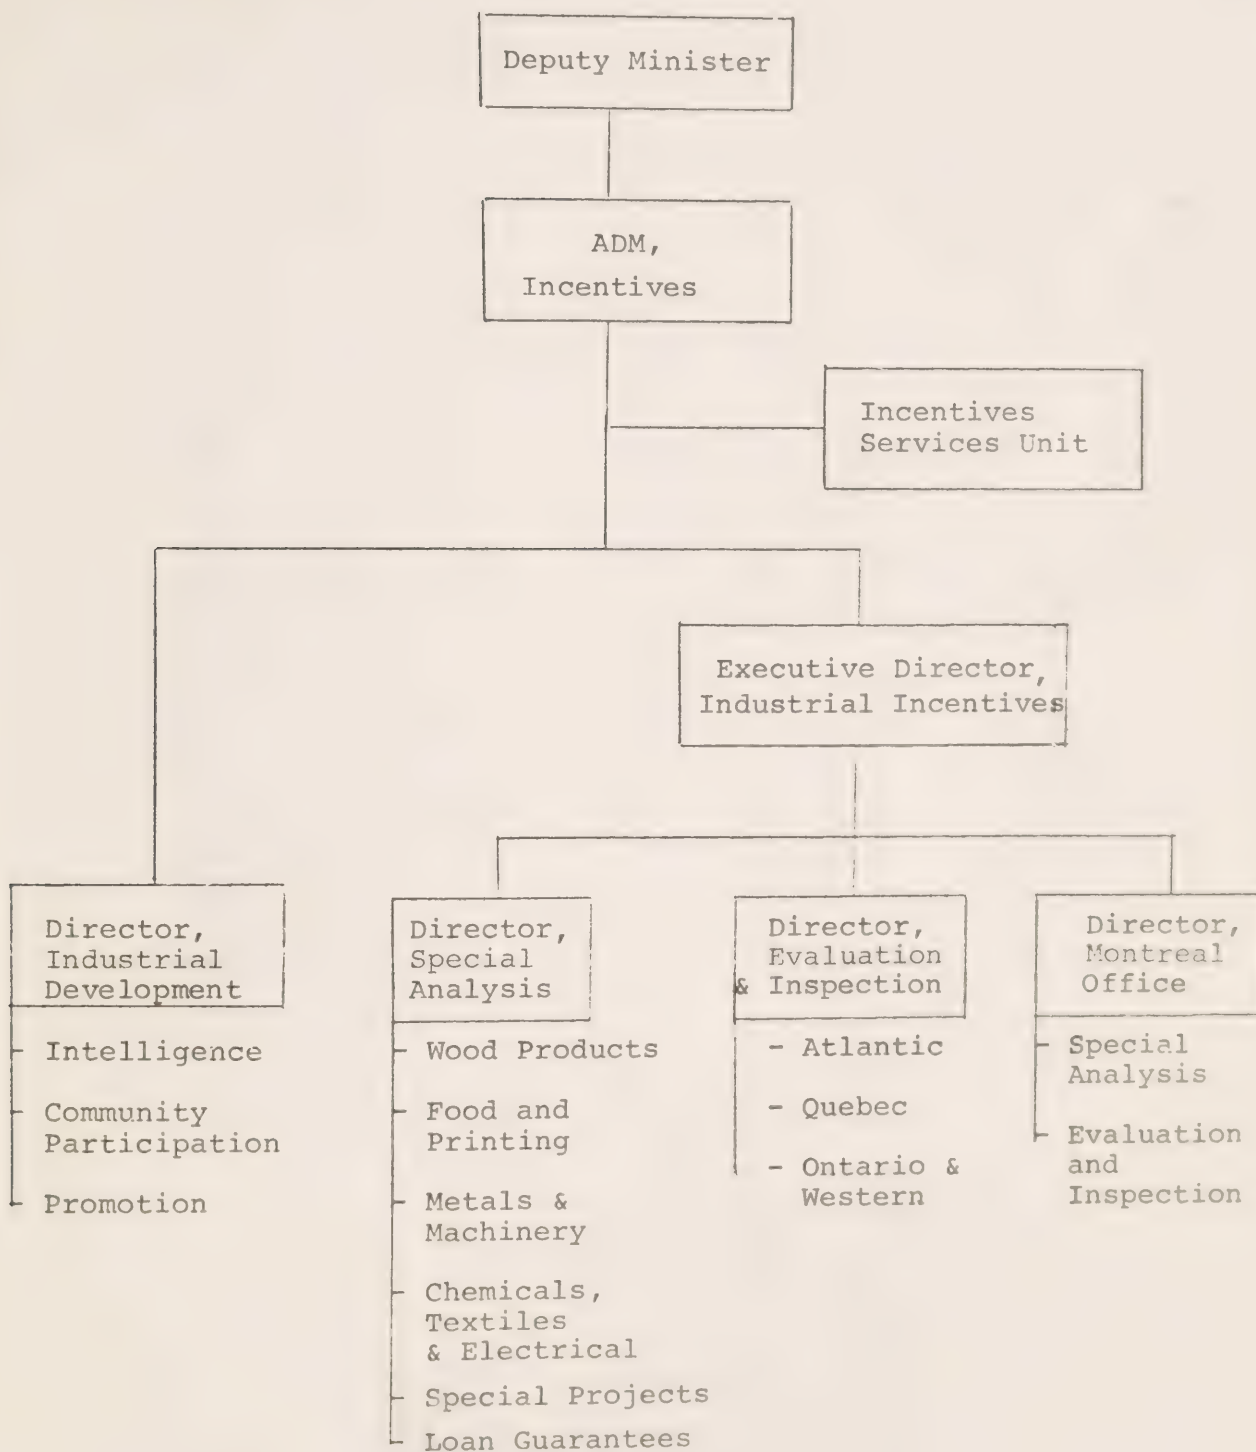 Deputy Minister
ADM,
Incentives
Incentives
Services Unit
Executive Director,
Industrial Incentives
Director,
Industrial
Development
- Intelligence
- Community
Participation
- Promotion
Director,
Special
Analysis
- Wood Products
- Food and
Printing
- Metals &
Machinery
- Chemicals,
Textiles
& Electrical
- Special Projects
- Loan Guarantees
Director,
Evaluation
& Inspection
- Atlantic
- Quebec
- Ontario &
Western
Director,
Montreal
Office
- Special
Analysis
- Evaluation
and
Inspection